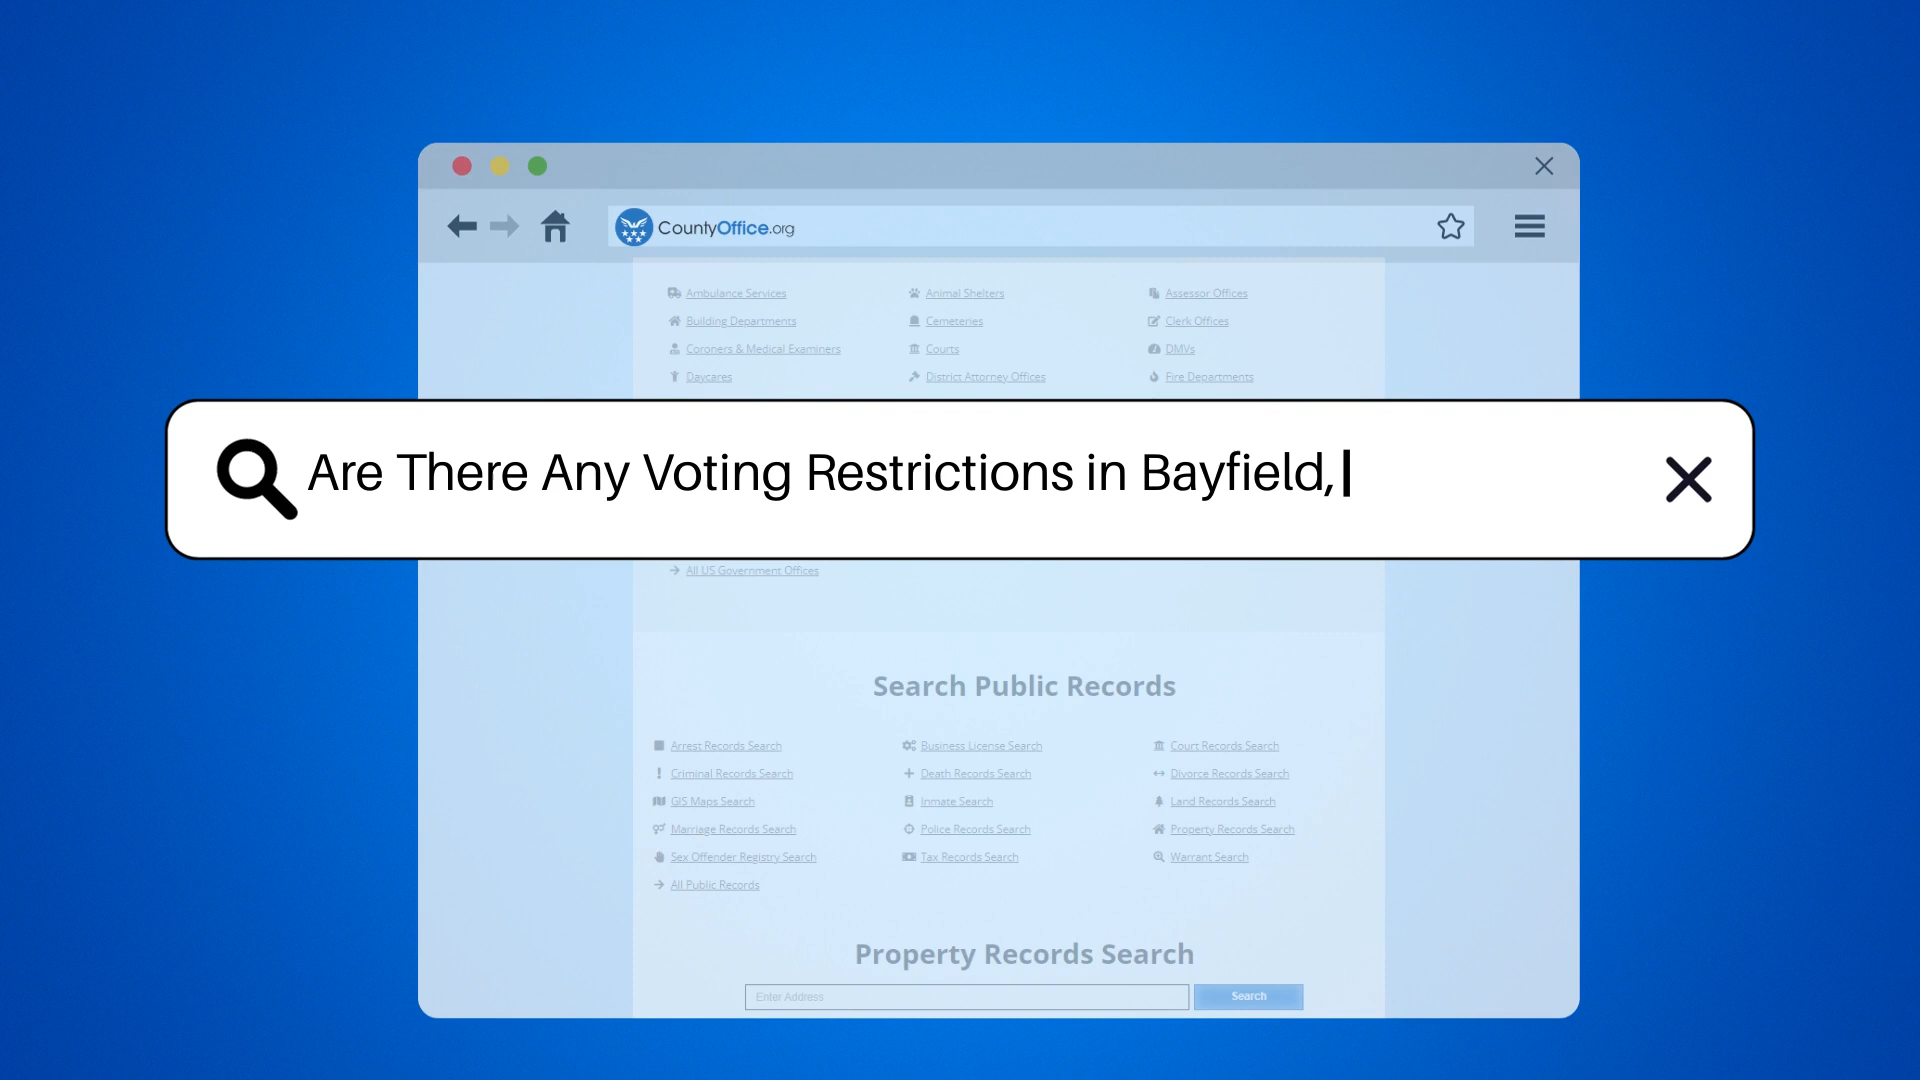 CountyOffice.org
Ambulance Services Animal Shelters Assessor Offices
Building Departments Cemeteries Clerk Offices
Coroners & Medical Examiners Courts DMVs
Daycares District Attorney Offices Fire Departments
Are There Any Voting Restrictions in Bayfield,
All US Government Offices
Search Public Records
Arrest Records Search Business License Search Court Records Search
Criminal Records Search Death Records Search Divorce Records Search
GIS Maps Search Inmate Search Land Records Search
Marriage Records Search Police Records Search Property Records Search
Sex Offender Registry Search Tax Records Search Warrant Search
All Public Records
Property Records Search
Enter Address Search